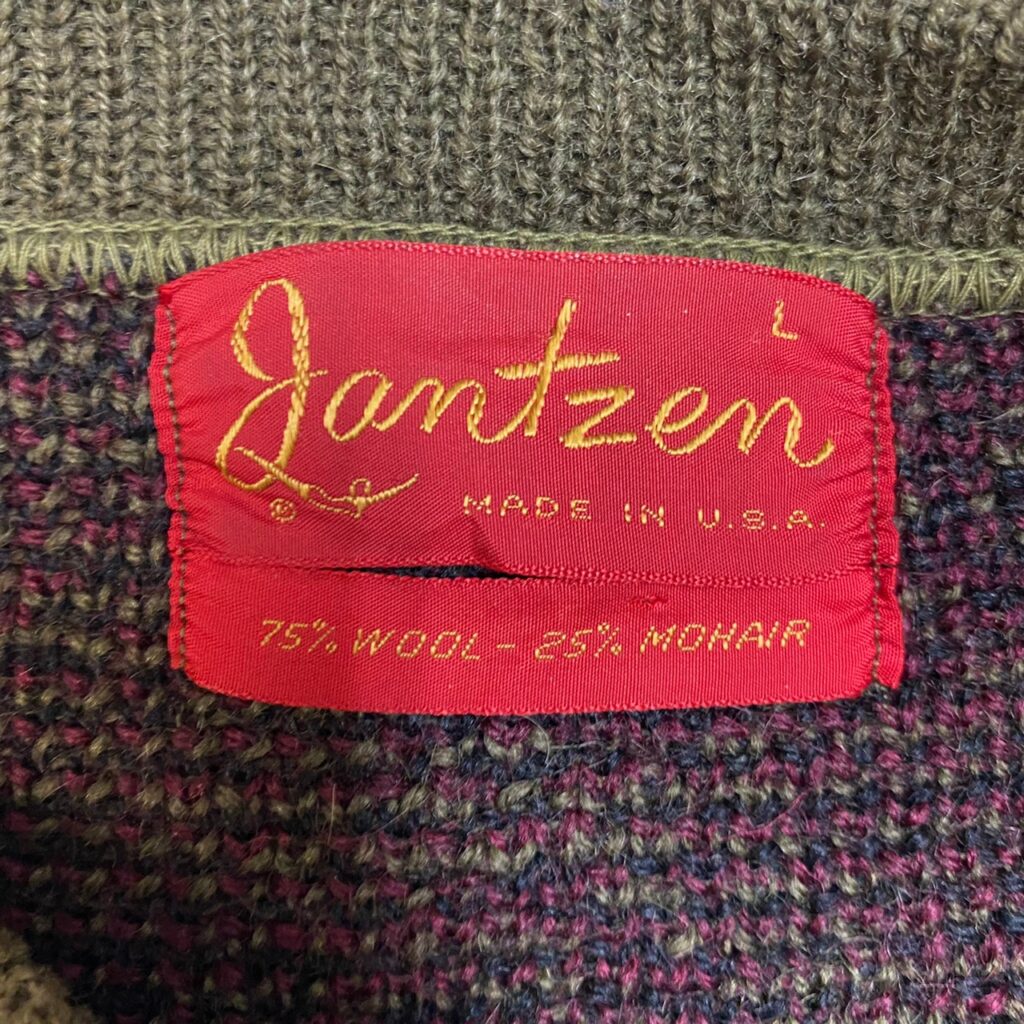 L
Jantzen
MADE IN U.S.A.
75% WOOL - 25% MOHAIR